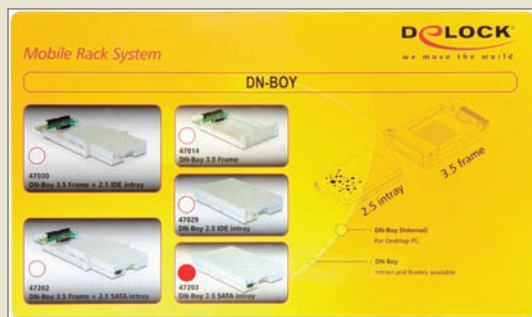 DELOCK
we move the world
Mobile Rack System
DN-BOY
47030
DN-Boy 3.5 Frame + 2.5 IDE intray
47014
DN-Boy 3.5 Frame
47029
DN-Boy 2.5 IDE intray
47202
DN-Boy 3.5 Frame + 2.5 SATA intray
47203
DN-Boy 2.5 SATA intray
2.5 intray
3.5 frame
DN-Boy (Internal)
For Desktop PC
DN-Boy
Intrays and frames available